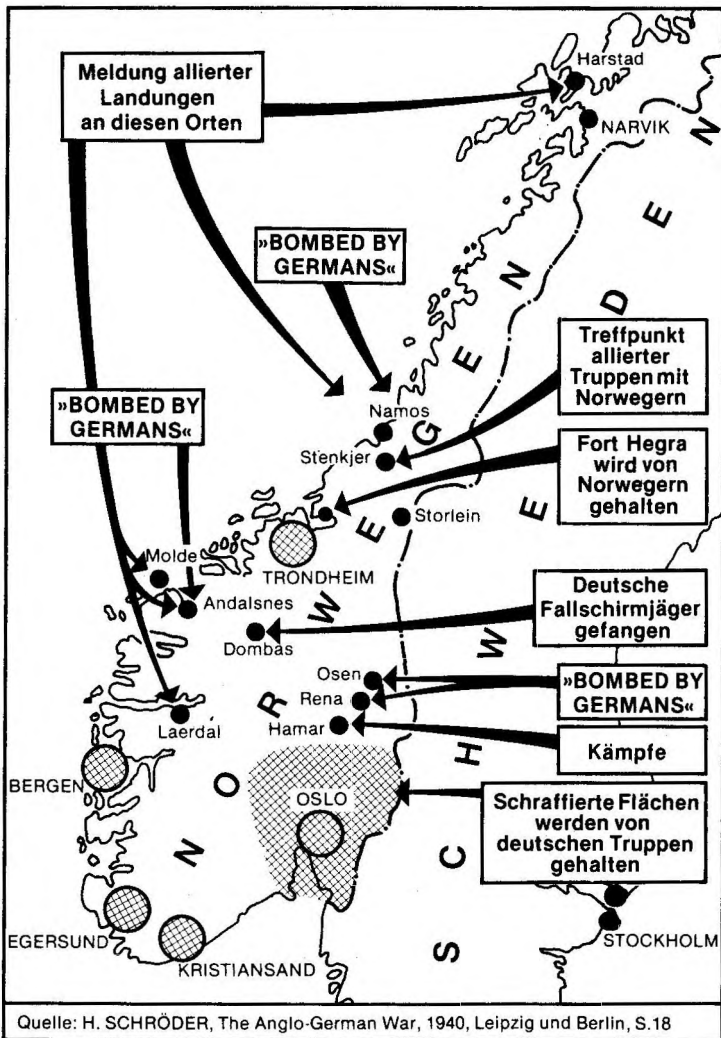 Meldung allierter
Landungen
an diesen Orten
Harstad
NARVIK
»BOMBED BY
GERMANS«
Treffpunkt
allierter
Truppen mit
Norwegern
»BOMBED BY
GERMANS«
Namos
Stenkjer
Fort Hegra
wird von
Norwegern
gehalten
Storlein
TRONDHEIM
Molde
Andalsnes
Dombas
Deutsche
Fallschirmjäger
gefangen
Osen
Rena
Hamar
»BOMBED BY
GERMANS«
Laerdal
Kämpfe
BERGEN
OSLO
Schraffierte Flächen
werden von
deutschen Truppen
gehalten
EGERSUND
KRISTIANSAND
STOCKHOLM
NORWEGEN
SCHWEDEN
Quelle: H. SCHRÖDER, The Anglo-German War, 1940, Leipzig und Berlin, S.18